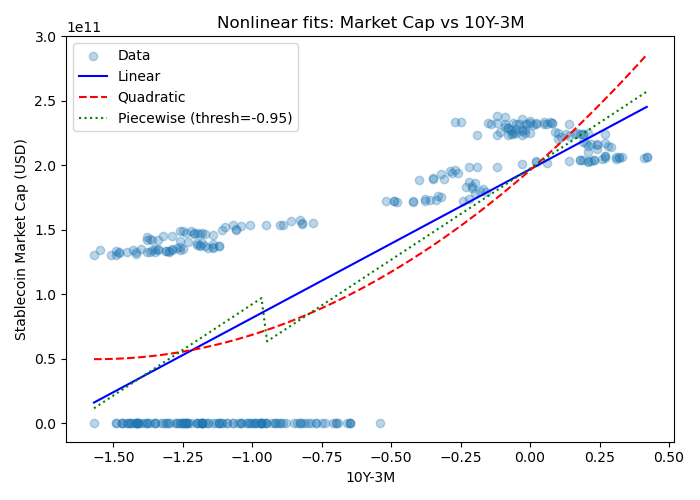 Nonlinear fits: Market Cap vs 10Y-3M
1e11
Data
Linear
Quadratic
Piecewise (thresh=-0.95)
Stablecoin Market Cap (USD)
3.0
2.5
2.0
1.5
1.0
0.5
0.0
−1.50 −1.25 −1.00 −0.75 −0.50 −0.25 0.00 0.25 0.50
10Y-3M